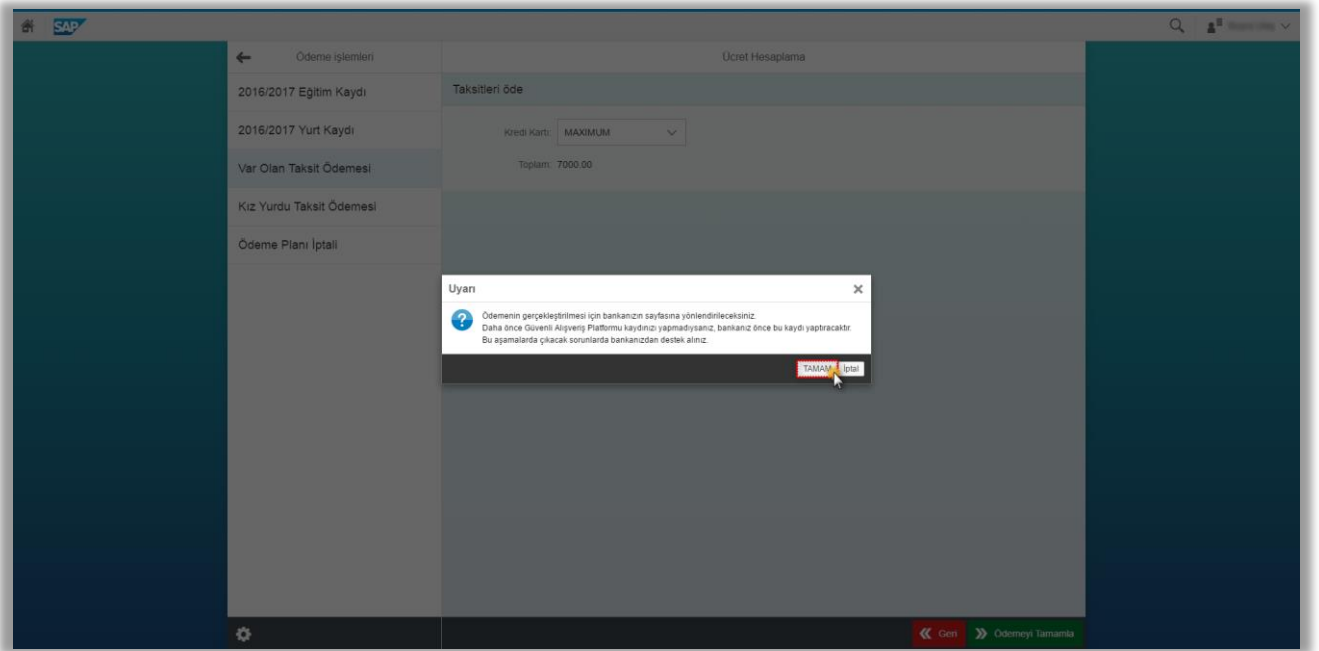 SAP
Ödeme işlemleri
Ücret Hesaplama
2016/2017 Eğitim Kaydı
2016/2017 Yurt Kaydı
Var Olan Taksit Ödemesi
Kız Yurdu Taksit Ödemesi
Ödeme Planı İptali
Taksitleri öde
Kredi Kartı: MAXIMUM
Toplam: 7000.00
Uyarı
Ödemenin gerçekleştirilmesi için bankanızın sayfasına yönlendirileceksiniz.
Daha önce Güvenli Alışveriş Platformu kaydınızı yapmadıysanız, bankanız önce bu kaydı yaptıracaktır.
Bu aşamalarda çıkacak sorunlarda bankanızdan destek alınız.
TAMAM İptal
Geri Ödemeyi Tamamla